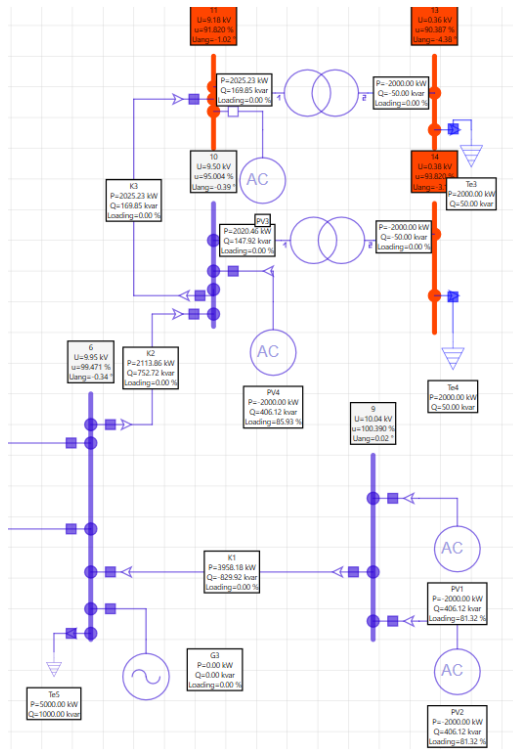 11
U=9.18 kV
u=91.820 %
Uang=-1.02 °
13
U=0.36 kV
u=90.387 %
Uang=-4.38 °
P=2025.23 kW
Q=169.85 kvar
Loading=0.00 %
1
2
P=-2000.00 kW
Q=-50.00 kvar
Loading=0.00 %
10
U=9.50 kV
u=95.004 %
Uang=-0.39 °
AC
14
U=0.38 kV
u=93.820 %
Te3
P=2000.00 kW
Q=50.00 kvar
K3
P=2025.23 kW
Q=169.85 kvar
Loading=0.00 %
PV3
P=2020.46 kW
Q=147.92 kvar
Loading=0.00 %
1
2
P=-2000.00 kW
Q=-50.00 kvar
Loading=0.00 %
6
U=9.95 kV
u=99.471 %
Uang=-0.34 °
K2
P=2113.86 kW
Q=752.72 kvar
Loading=0.00 %
AC
PV4
P=-2000.00 kW
Q=406.12 kvar
Loading=85.93 %
Te4
P=2000.00 kW
Q=50.00 kvar
9
U=10.04 kV
u=100.390 %
Uang=0.02 °
AC
K1
P=3958.18 kW
Q=-829.92 kvar
Loading=0.00 %
PV1
P=-2000.00 kW
Q=406.12 kvar
Loading=81.32 %
G3
P=0.00 kW
Q=0.00 kvar
Loading=0.00 %
AC
Te5
P=5000.00 kW
Q=1000.00 kvar
PV2
P=-2000.00 kW
Q=406.12 kvar
Loading=81.32 %